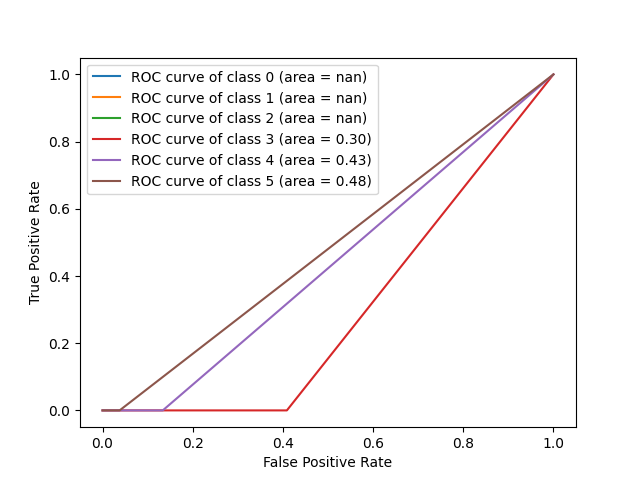 ROC curve of class 0 (area = nan)
ROC curve of class 1 (area = nan)
ROC curve of class 2 (area = nan)
ROC curve of class 3 (area = 0.30)
ROC curve of class 4 (area = 0.43)
ROC curve of class 5 (area = 0.48)
1.0
0.8
0.6
0.4
0.2
0.0
True Positive Rate
0.0 0.2 0.4 0.6 0.8 1.0
False Positive Rate